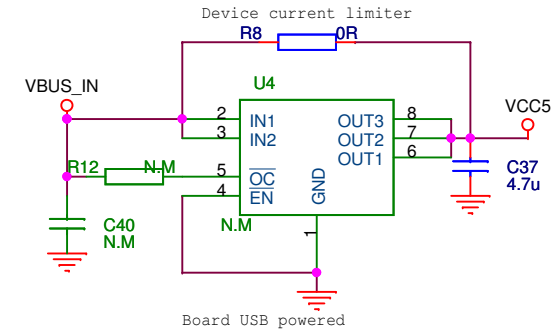 Device current limiter
R8 0R
U4
VBUS_IN
VCC5
2 IN1 OUT3 8
3 IN2 OUT2 7
OUT1 6
R12 N.M 5 OC
4 EN
GND
C37
4.7u
C40
N.M
N.M
1
Board USB powered